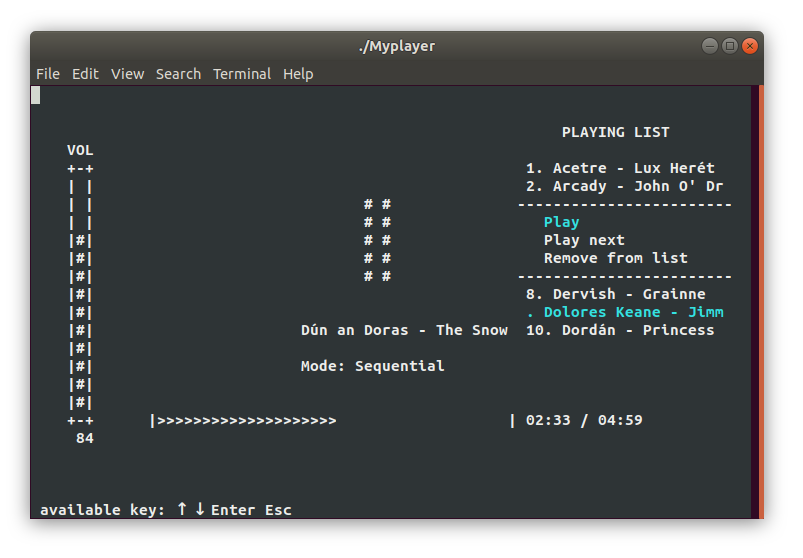 ./Myplayer
File Edit View Search Terminal Help
PLAYING LIST
VOL
+-+
1. Acetre - Lux Herét
| |
2. Arcady - John O' Dr
| | # # ------------------------
| | # # Play
|#| # # Play next
|#| # # Remove from list
|#| # # ------------------------
|#| 8. Dervish - Grainne
|#| . Dolores Keane - Jimm
|#| Dún an Doras - The Snow 10. Dordán - Princess
|#|
|#| Mode: Sequential
|#|
|#|
+-+ |>>>>>>>>>>>>>>>>>>>> | 02:33 / 04:59
84
available key: ↑ ↓ Enter Esc